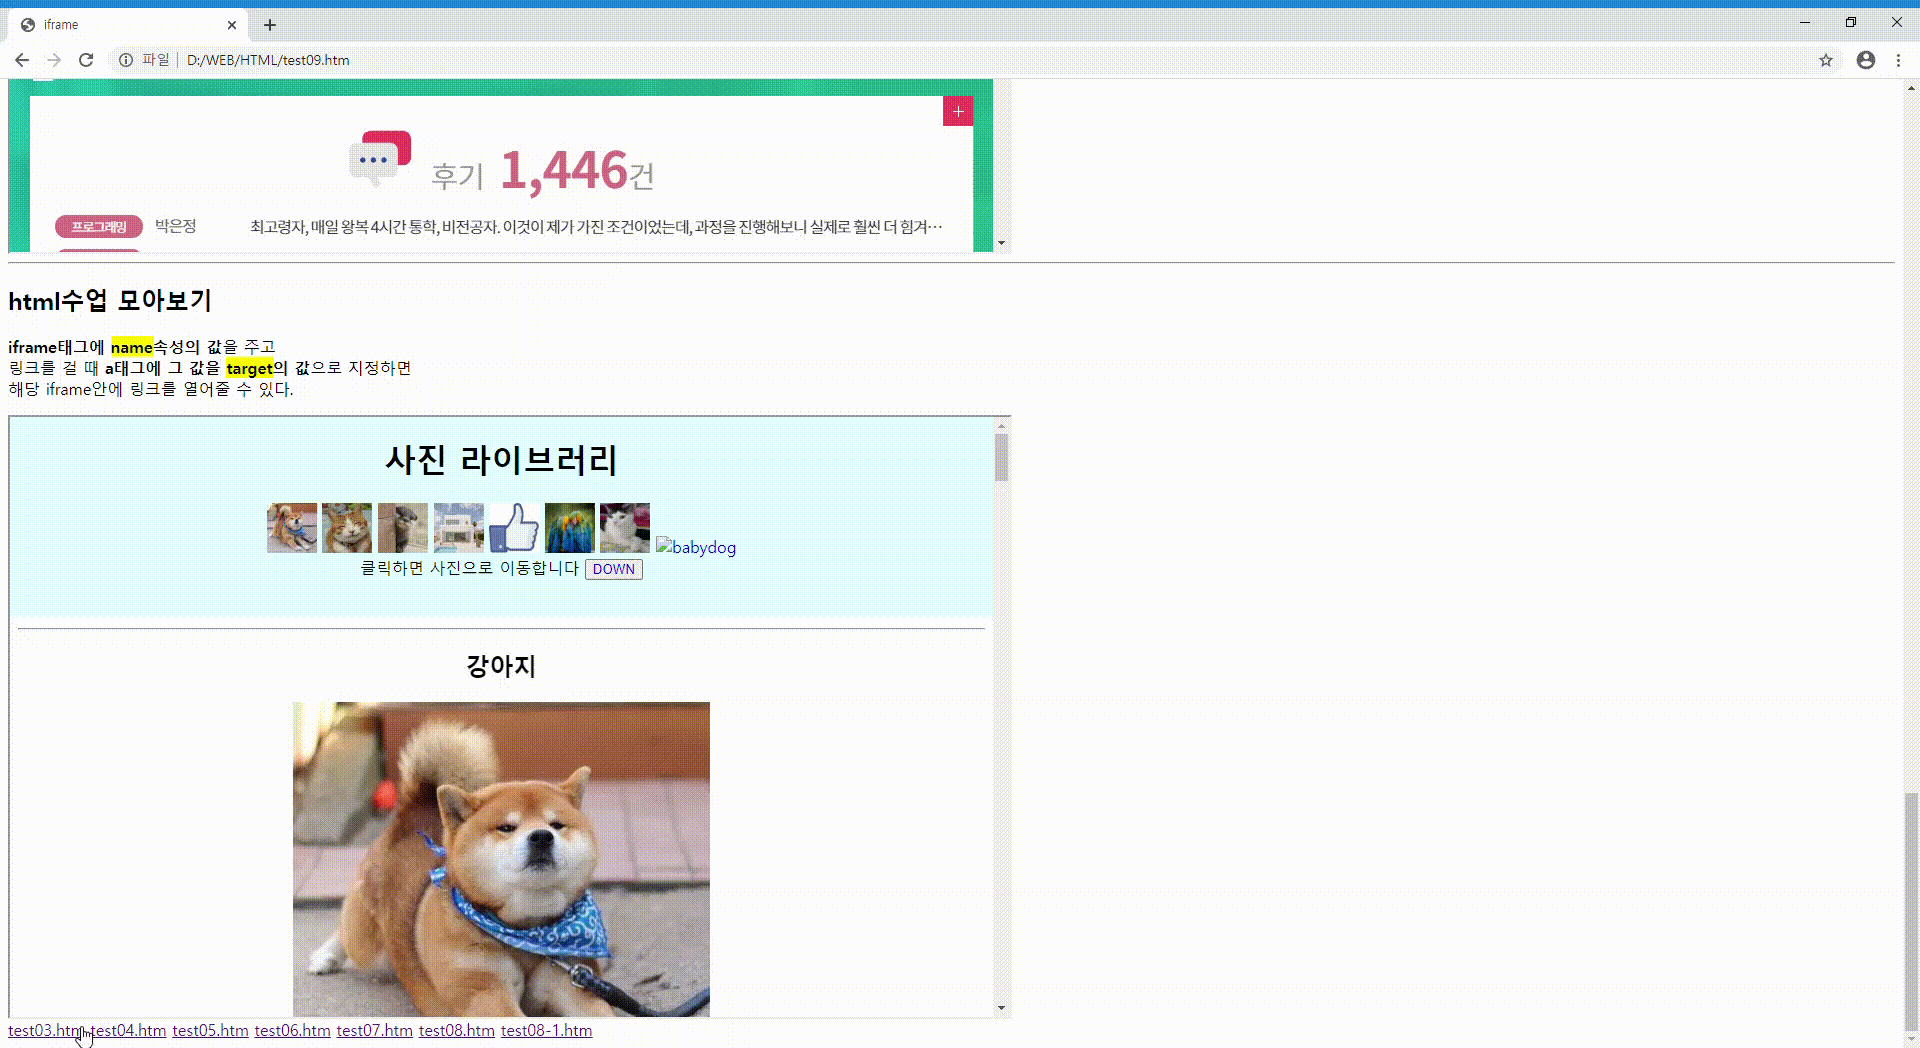 iframe
파일 D:/WEB/HTML/test09.htm
후기 1,446건
프로그래밍 박은정 최고령자, 매일 왕복 4시간 통학, 비전공자. 이것이 제가 가진 조건이었는데, 과정을 진행해보니 실제로 훨씬 더 힘겨…
html수업 모아보기
iframe태그에 name속성의 값을 주고
링크를 걸 때 a태그에 그 값을 target의 값으로 지정하면
해당 iframe안에 링크를 열어줄 수 있다.
사진 라이브러리
babydog
클릭하면 사진으로 이동합니다 DOWN
강아지
test03.htm test04.htm test05.htm test06.htm test07.htm test08.htm test08-1.htm